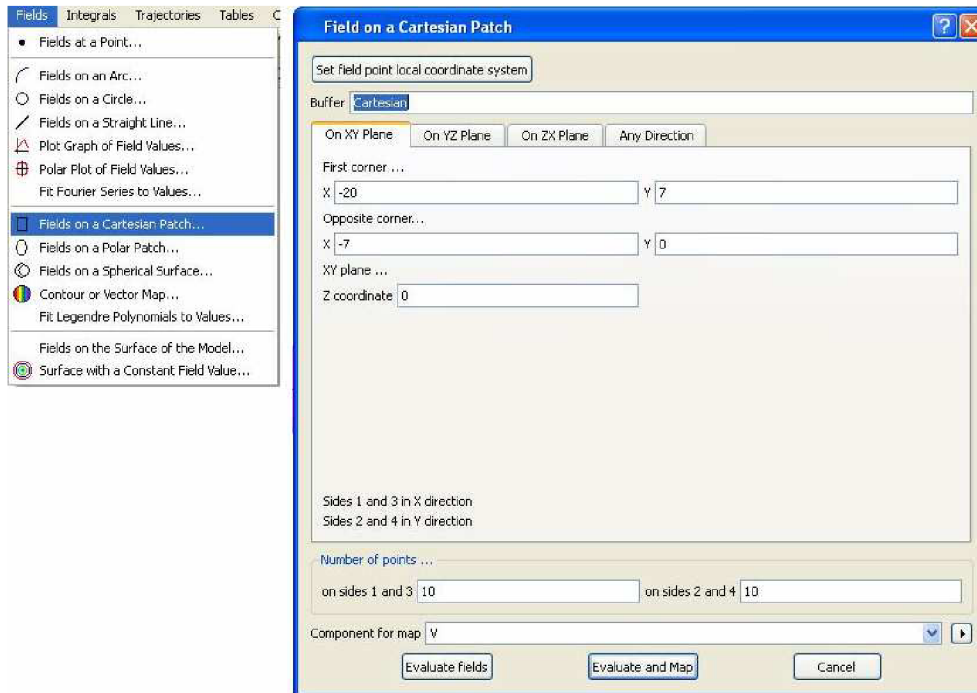 Fields Integrals Trajectories Tables C
Fields at a Point...
Fields on an Arc...
Fields on a Circle...
Fields on a Straight Line...
Plot Graph of Field Values...
Polar Plot of Field Values...
Fit Fourier Series to Values...
Fields on a Cartesian Patch...
Fields on a Polar Patch...
Fields on a Spherical Surface...
Contour or Vector Map...
Fit Legendre Polynomials to Values...
Fields on the Surface of the Model...
Surface with a Constant Field Value...
Field on a Cartesian Patch
Set field point local coordinate system
Buffer Cartesian
On XY Plane On YZ Plane On ZX Plane Any Direction
First corner ...
X -20 Y 7
Opposite corner...
X -7 Y 0
XY plane ...
Z coordinate 0
Sides 1 and 3 in X direction
Sides 2 and 4 in Y direction
Number of points ...
on sides 1 and 3 10 on sides 2 and 4 10
Component for map V
Evaluate fields Evaluate and Map Cancel